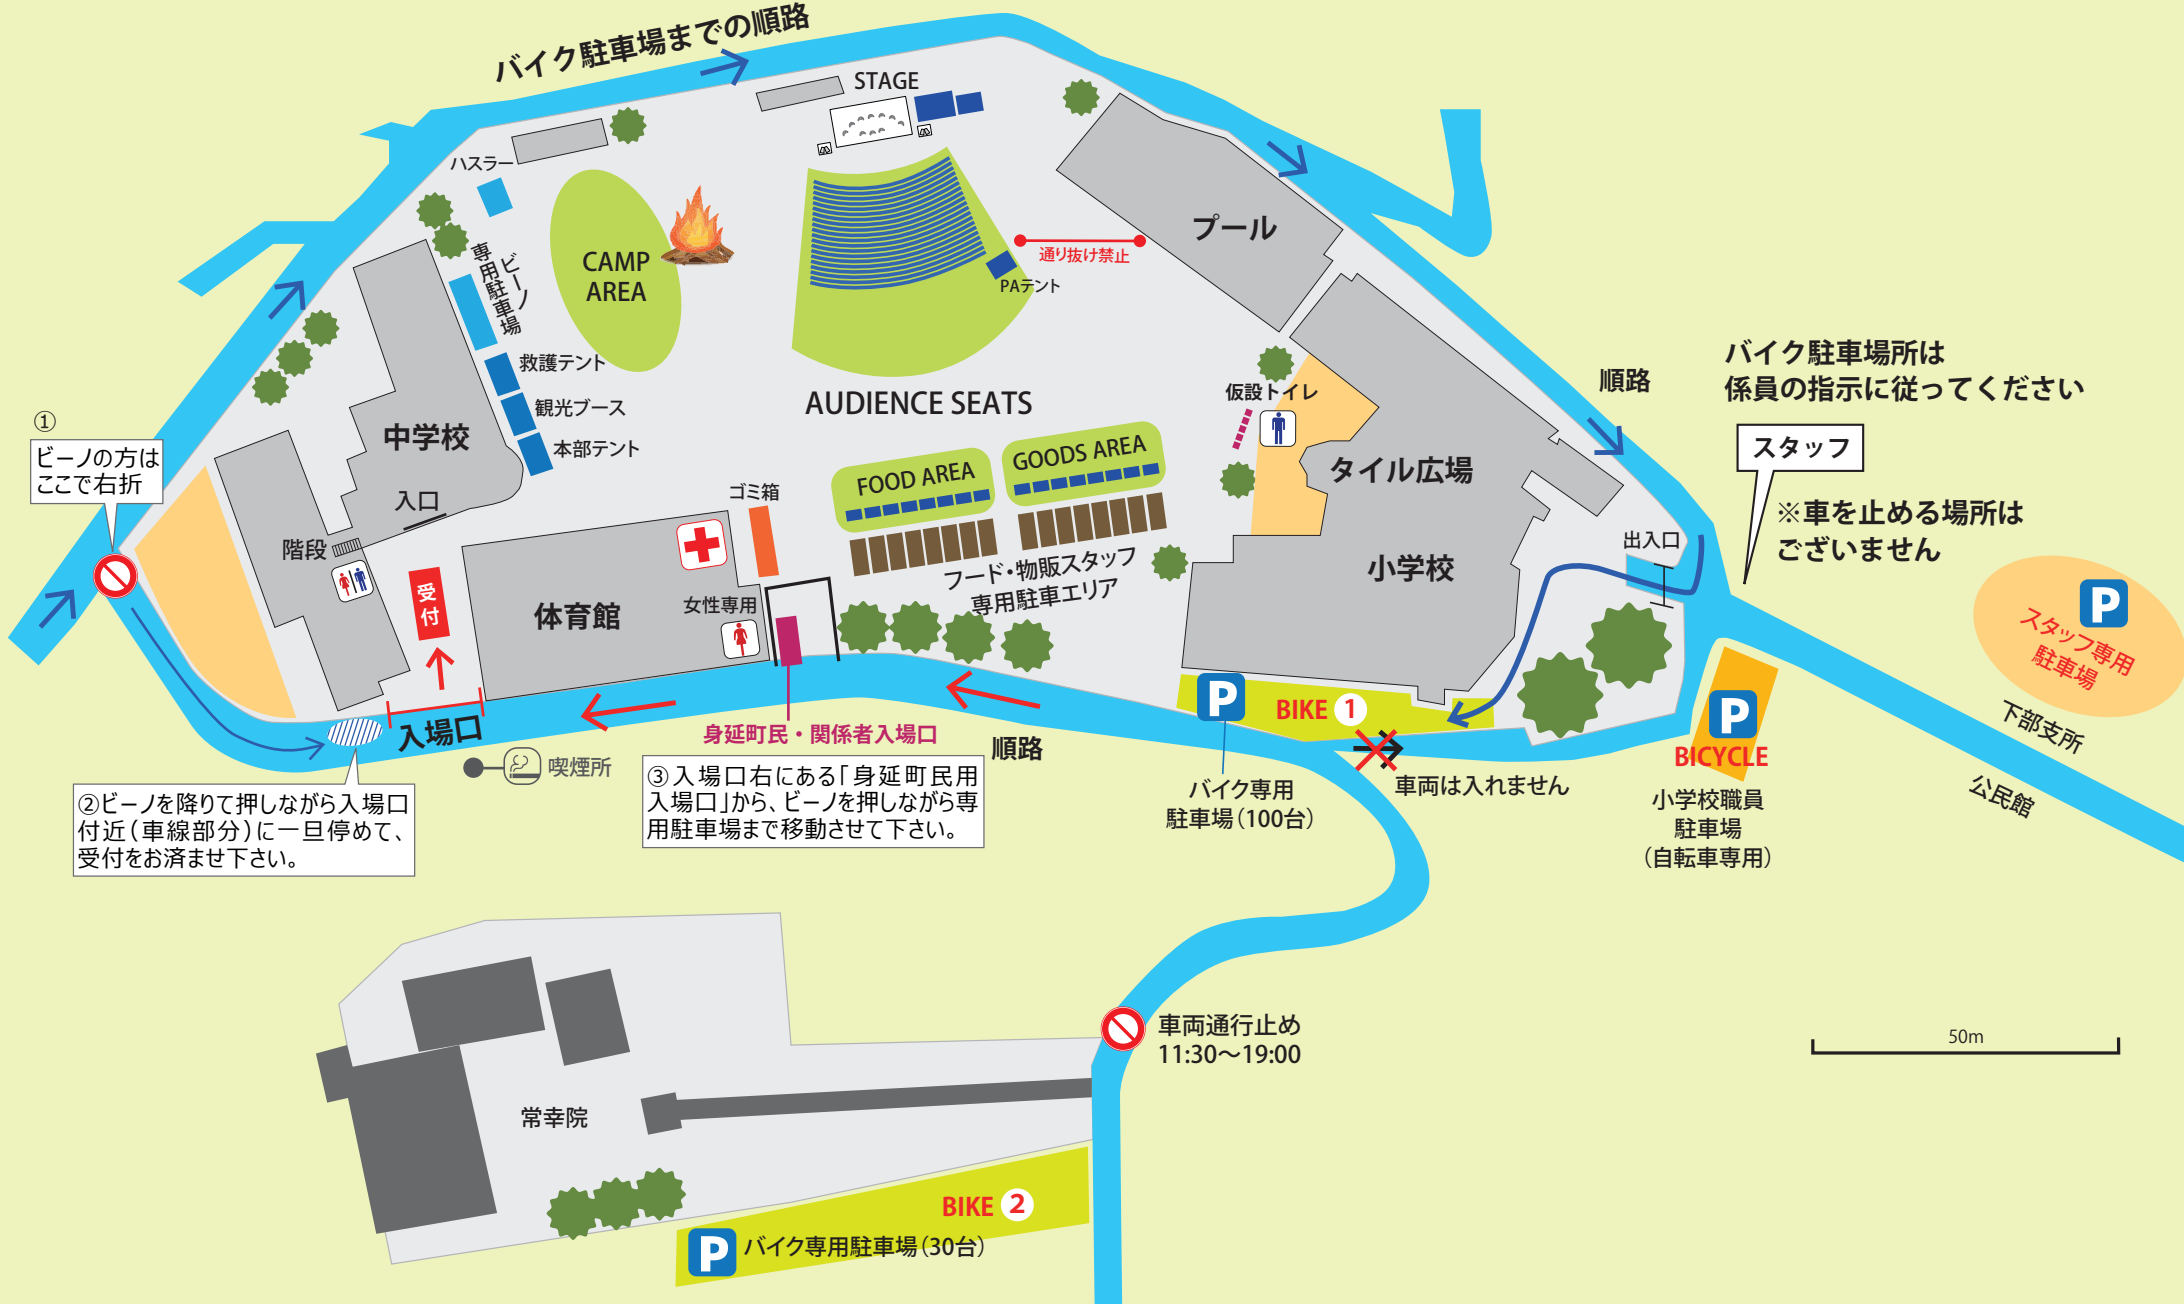 バイク駐車場までの順路
STAGE
ハスラー
プール
CAMP
AREA
ビーノ
専用駐車場
通り抜け禁止
PAテント
救護テント
観光ブース
本部テント
AUDIENCE SEATS
仮設トイレ
順路
バイク駐車場所は
係員の指示に従ってください
スタッフ
※車を止める場所は
ございません
①
ビーノの方は
ここで右折
中学校
入口
階段
受付
FOOD AREA
GOODS AREA
ゴミ箱
タイル広場
小学校
出入口
フード・物販スタッフ
専用駐車エリア
体育館
女性専用
P
スタッフ専用
駐車場
下部支所
公民館
入場口
喫煙所
身延町民・関係者入場口
順路
P
BIKE 1
P
BICYCLE
小学校職員
駐車場
（自転車専用）
車両は入れません
バイク専用
駐車場（100台）
②ビーノを降りて押しながら入場口
付近（車線部分）に一旦停めて、
受付をお済ませ下さい。
③入場口右にある「身延町民用
入場口」から、ビーノを押しながら専
用駐車場まで移動させて下さい。
車両通行止め
11:30～19:00
50m
常幸院
BIKE 2
P
バイク専用駐車場（30台）